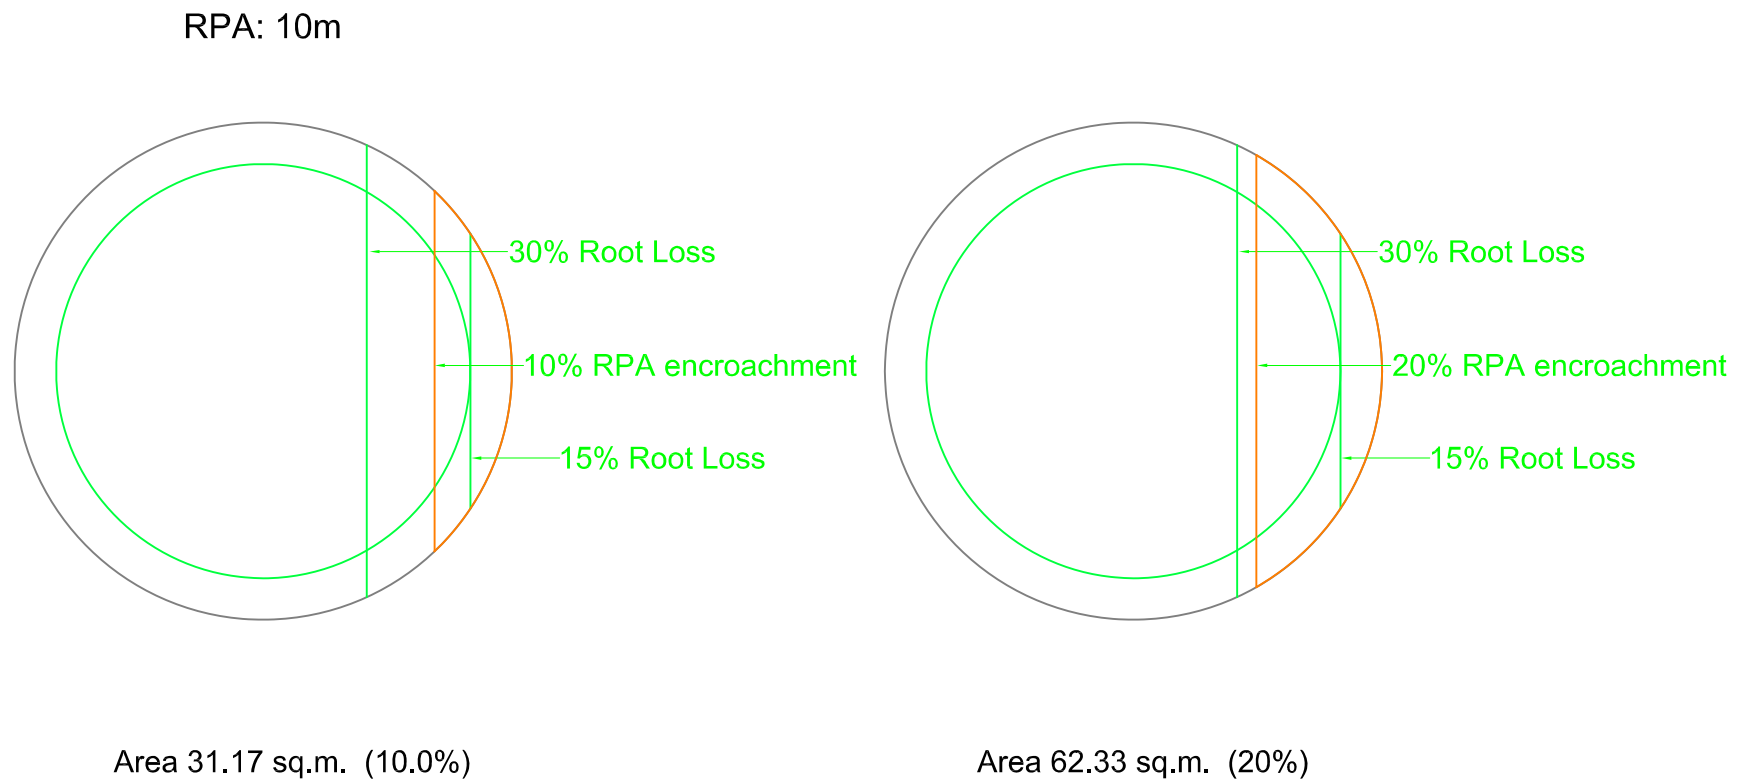 RPA: 10m
30% Root Loss
10% RPA encroachment
15% Root Loss
30% Root Loss
20% RPA encroachment
15% Root Loss
Area 31.17 sq.m. (10.0%)
Area 62.33 sq.m. (20%)